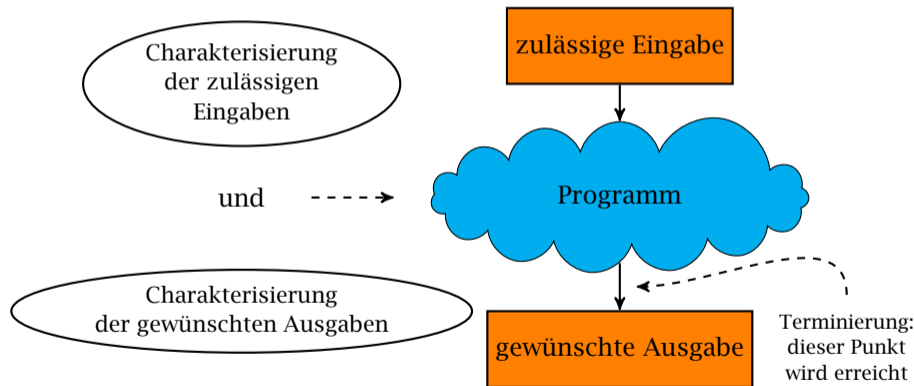 Charakterisierung
der zulässigen
Eingaben
zulässige Eingabe
und
Programm
Charakterisierung
der gewünschten Ausgaben
gewünschte Ausgabe
Terminierung:
dieser Punkt
wird erreicht